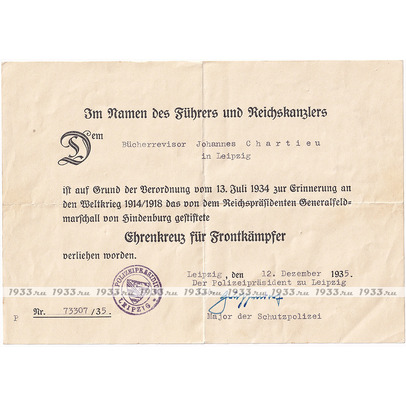 Im Namen des Führers und Reichskanzlers
Dem
Bücherrevisor Johannes Chartieu
in Leipzig
ist auf Grund der Verordnung vom 13. Juli 1934 zur Erinnerung an
den Weltkrieg 1914/1918 das von dem Reichspräsidenten Generalfeld-
marschall von Hindenburg gestiftete
Ehrenkreuz für Frontkämpfer
verliehen worden.
Leipzig, den 12. Dezember 1935.
Der Polizeipräsident zu Leipzig
1933.ru 1933.ru 1933.ru 1933.ru 1933.ru 1933.ru 1933.ru
POLIZEIPRÄSIDENT
LEIPZIG
P Nr. 73307/35.
Major der Schutzpolizei